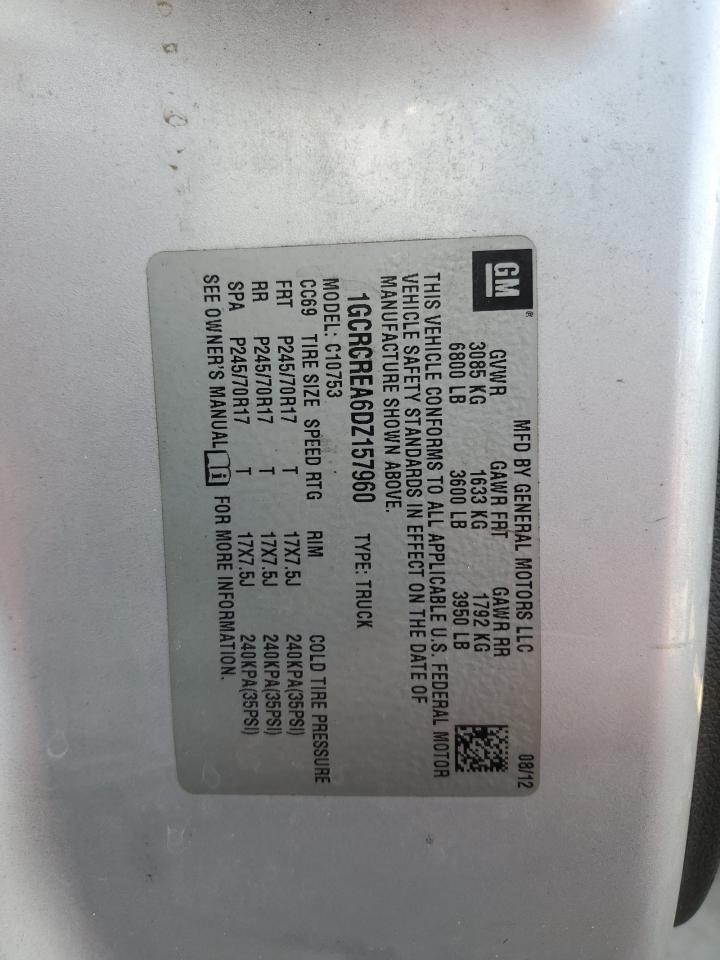 GM®
MFD BY GENERAL MOTORS LLC 08/12
GVWR GAWR FRT GAWR RR
3085 KG 1633 KG 1792 KG
6800 LB 3600 LB 3950 LB
THIS VEHICLE CONFORMS TO ALL APPLICABLE U.S. FEDERAL MOTOR
VEHICLE SAFETY STANDARDS IN EFFECT ON THE DATE OF
MANUFACTURE SHOWN ABOVE.
1GCRCREA6DZ157960 TYPE: TRUCK
MODEL: C10753
CC69 TIRE SIZE SPEED RTG RIM COLD TIRE PRESSURE
FRT P245/70R17 T 17X7.5J 240KPA(35PSI)
RR P245/70R17 T 17X7.5J 240KPA(35PSI)
SPA P245/70R17 T 17X7.5J 240KPA(35PSI)
SEE OWNER'S MANUAL i FOR MORE INFORMATION.